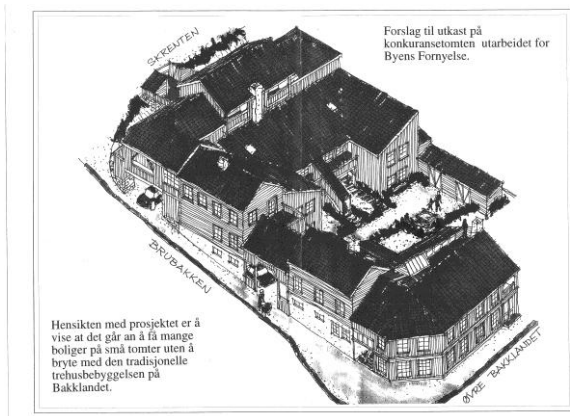 Forslag til utkast på
konkuransetomten utarbeidet for
Byens Fornyelse.
SKRENTEN
BRUBAKKEN
Hensikten med prosjektet er å
vise at det går an å få mange
boliger på små tomter uten å
bryte med den tradisjonelle
trehusbebyggelsen på
Bakklandet.
ØVRE BAKKLANDET